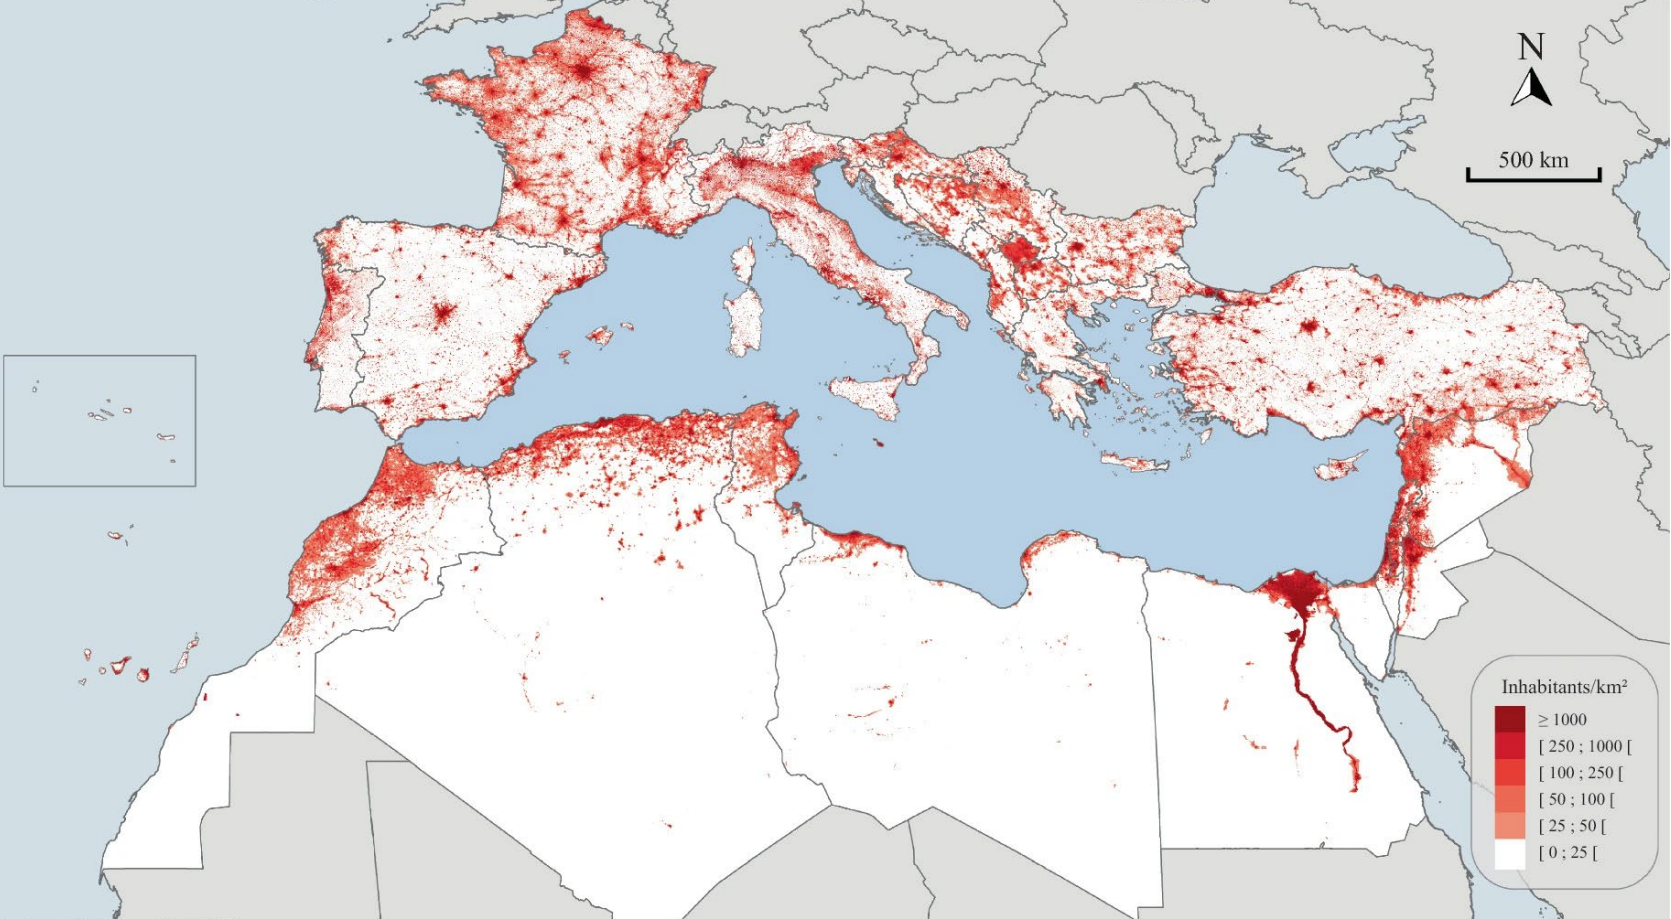 N
500 km
Inhabitants/km²
≥ 1000
[ 250 ; 1000 [
[ 100 ; 250 [
[ 50 ; 100 [
[ 25 ; 50 [
[ 0 ; 25 [